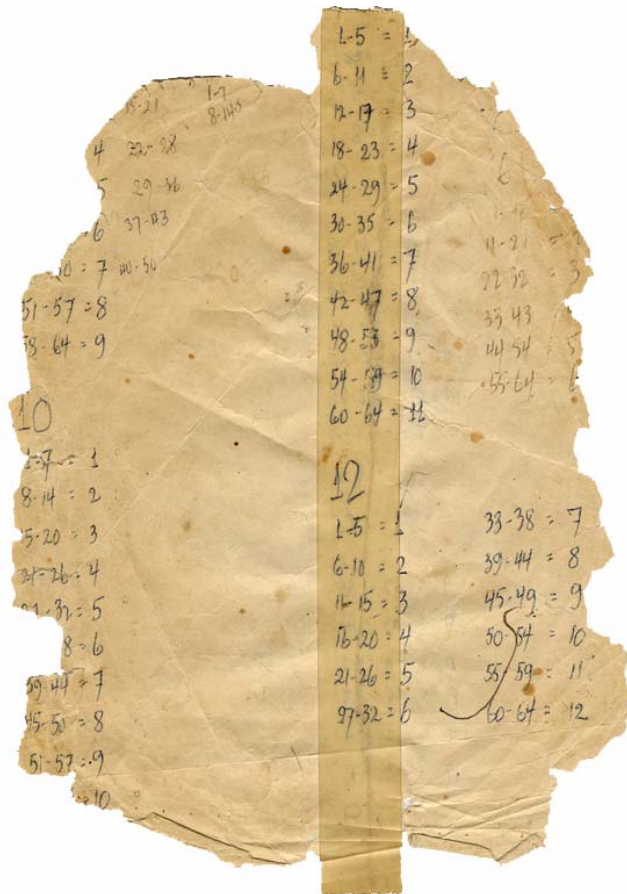 15-21
1-7
4 22-28
5 29-36
6 37-43
= 7
51-57 = 8
58-64 = 9
10
1-7 = 1
8-14 = 2
5-20 = 3
21-26 = 4
-32 = 5
8 = 6
39-44 = 7
45-50 = 8
51-57 = 9
= 10
1-5 = 1
6-11 = 2
12-17 = 3
18-23 = 4
24-29 = 5
30-35 = 6
36-41 = 7
42-47 = 8
48-53 = 9
54-59 = 10
60-64 = 11
12
1-5 = 1
6-10 = 2
11-15 = 3
16-20 = 4
21-26 = 5
27-32 = 6
11-21
22-32 = 3
33-43
44-54 = 5
55-64 = 6
33-38 = 7
39-44 = 8
45-49 = 9
50-54 = 10
55-59 = 11
60-64 = 12